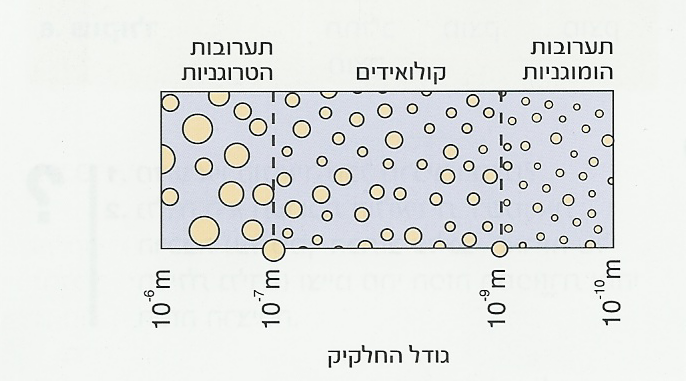 תערובות
הומוגניות
קולואידים
תערובות
הטרוגניות
10⁻⁶ m
10⁻⁷ m
10⁻⁹ m
10⁻¹⁰ m
גודל החלקיק